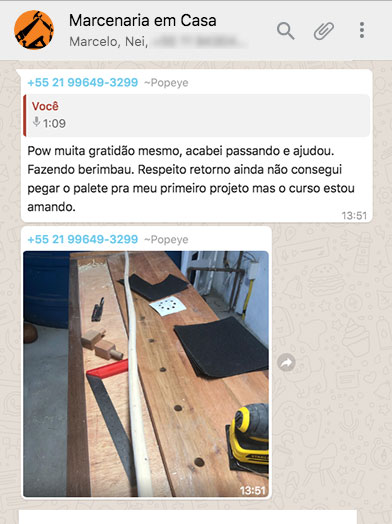 Marcenaria em Casa
Marcelo, Nei,
+55 21 99649-3299 ~Popeye
Você
1:09
Pow muita gratidão mesmo, acabei passando e ajudou.
Fazendo berimbau. Respeito retorno ainda não consegui
pegar o palete pra meu primeiro projeto mas o curso estou
amando.
13:51
+55 21 99649-3299 ~Popeye
13:51